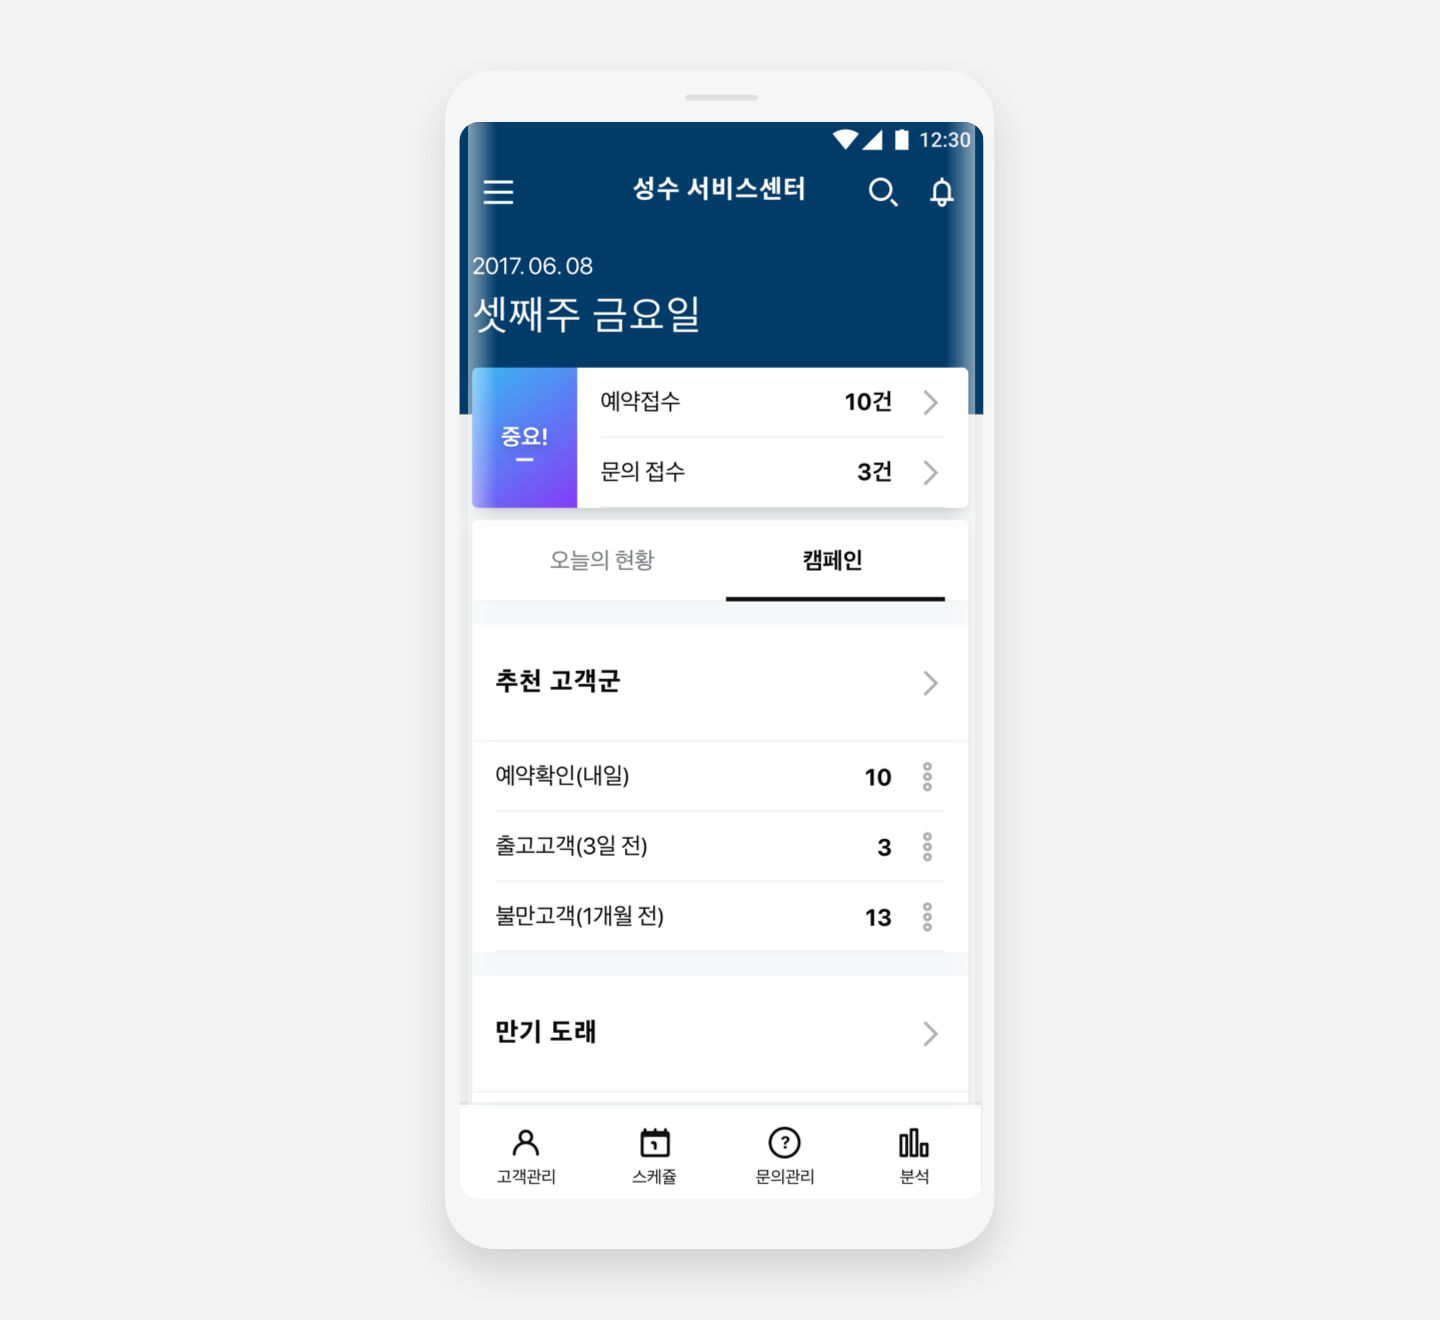 12:30
성수 서비스센터
2017. 06. 08
셋째주 금요일
중요!
예약접수 10건
문의 접수 3건
오늘의 현황 캠페인
추천 고객군
예약확인(내일) 10
출고고객(3일 전) 3
불만고객(1개월 전) 13
만기 도래
고객관리 스케쥴 문의관리 분석